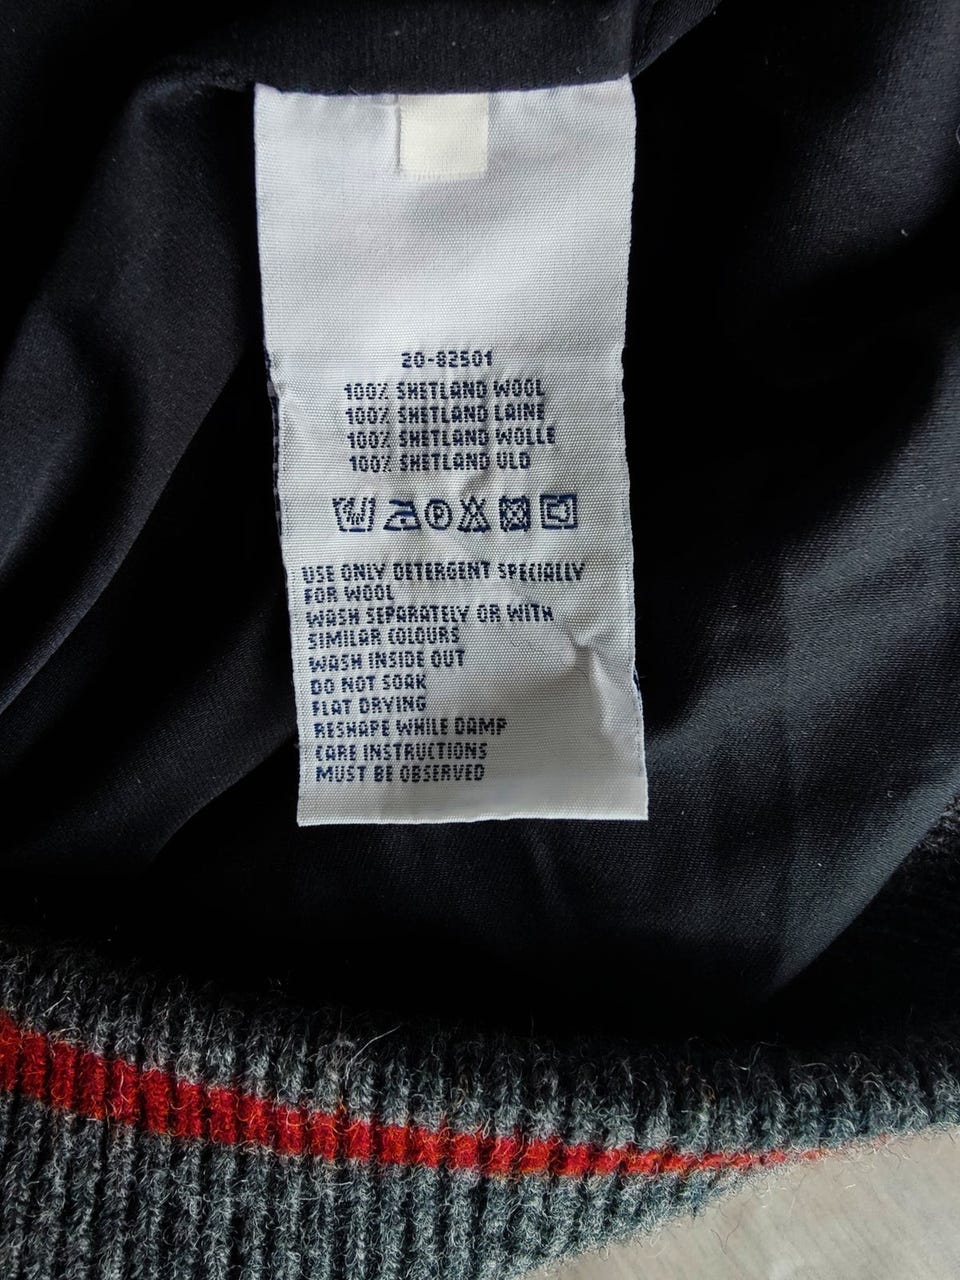 20-82501
100% SHETLAND WOOL
100% SHETLAND LAINE
100% SHETLAND WOLLE
100% SHETLAND ULD
P
USE ONLY DETERGENT SPECIALLY
FOR WOOL
WASH SEPARATELY OR WITH
SIMILAR COLOURS
WASH INSIDE OUT
DO NOT SOAK
FLAT DRYING
RESHAPE WHILE DAMP
CARE INSTRUCTIONS
MUST BE OBSERVED